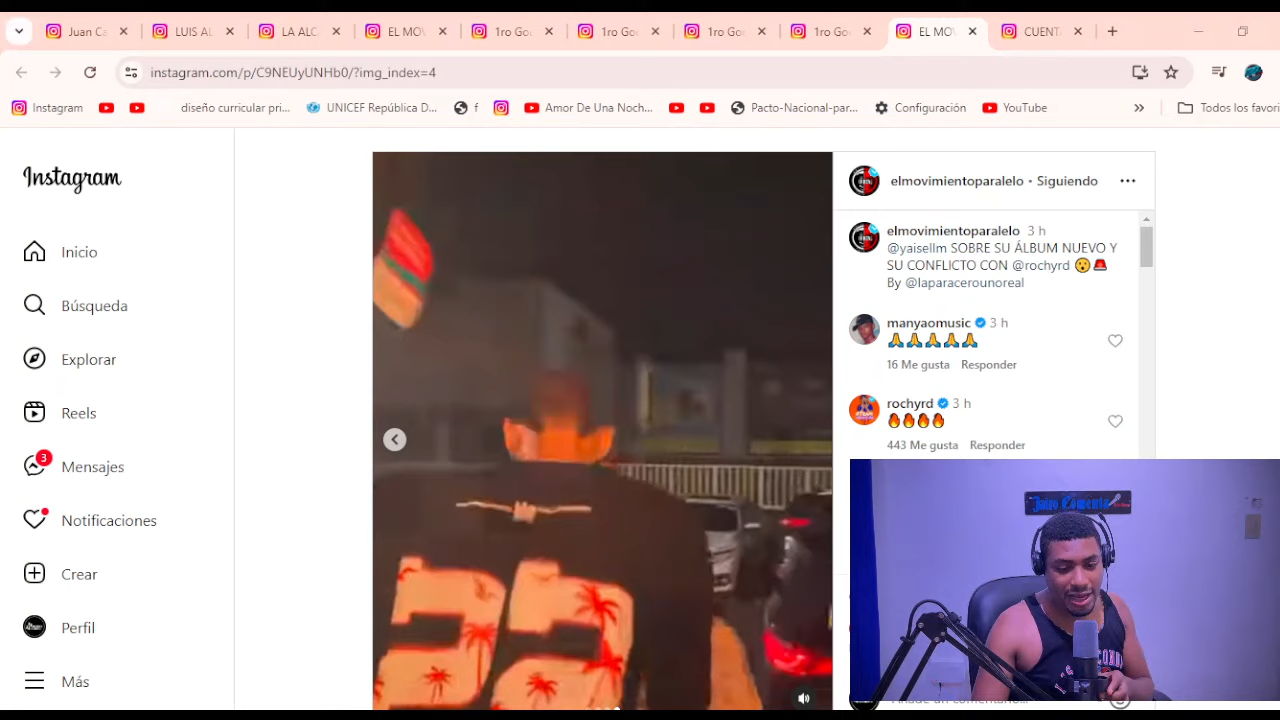 Juan Ca
LUIS AL
LA ALC
EL MO
1ro Go
1ro Go
1ro Go
1ro Go
EL MO
CUENT
instagram.com/p/C9NEUyUNHb0/?img_index=4
Instagram
diseño curricular pri...
UNICEF República D...
f
Amor De Una Noch...
Pacto-Nacional-par...
Configuración
YouTube
Todos los favori
Instagram
Inicio
Búsqueda
Explorar
Reels
3
Mensajes
Notificaciones
Crear
Perfil
Más
elmovimientoparalelo • Siguiendo
elmovimientoparalelo 3 h
@yaisellm SOBRE SU ÁLBUM NUEVO Y
SU CONFLICTO CON @rochyrd 😮🚨
By @laparacerounoreal
manyaomusic 3 h
🙏🙏🙏🙏🙏
16 Me gusta Responder
rochyrd 3 h
🔥🔥🔥🔥
443 Me gusta Responder